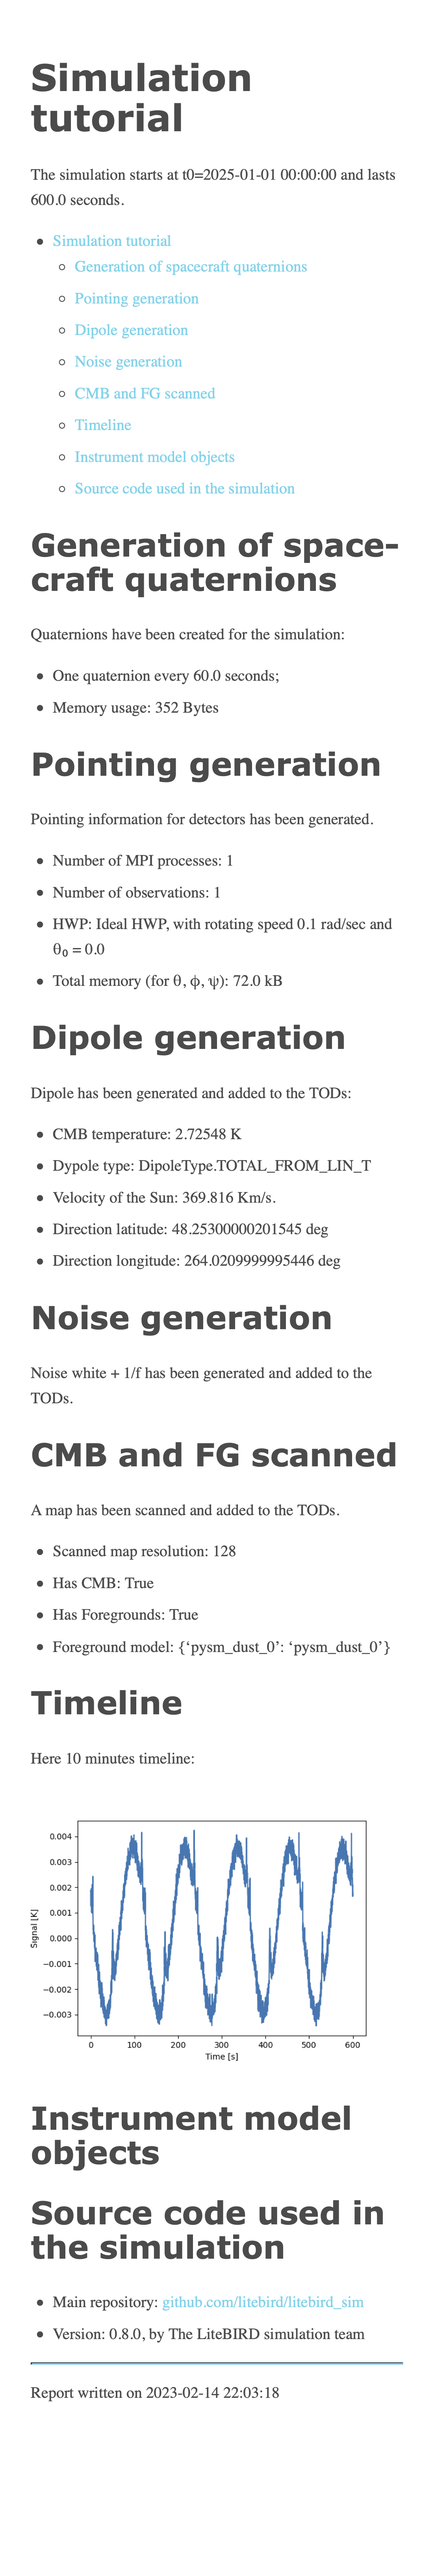 Simulation
tutorial
The simulation starts at t0=2025-01-01 00:00:00 and lasts
600.0 seconds.
• Simulation tutorial
◦ Generation of spacecraft quaternions
◦ Pointing generation
◦ Dipole generation
◦ Noise generation
◦ CMB and FG scanned
◦ Timeline
◦ Instrument model objects
◦ Source code used in the simulation
Generation of space-
craft quaternions
Quaternions have been created for the simulation:
• One quaternion every 60.0 seconds;
• Memory usage: 352 Bytes
Pointing generation
Pointing information for detectors has been generated.
• Number of MPI processes: 1
• Number of observations: 1
• HWP: Ideal HWP, with rotating speed 0.1 rad/sec and
θ₀ = 0.0
• Total memory (for θ, ϕ, ψ): 72.0 kB
Dipole generation
Dipole has been generated and added to the TODs:
• CMB temperature: 2.72548 K
• Dypole type: DipoleType.TOTAL_FROM_LIN_T
• Velocity of the Sun: 369.816 Km/s.
• Direction latitude: 48.25300000201545 deg
• Direction longitude: 264.0209999995446 deg
Noise generation
Noise white + 1/f has been generated and added to the
TODs.
CMB and FG scanned
A map has been scanned and added to the TODs.
• Scanned map resolution: 128
• Has CMB: True
• Has Foregrounds: True
• Foreground model: {‘pysm_dust_0’: ‘pysm_dust_0’}
Timeline
Here 10 minutes timeline:
0.004
0.003
0.002
0.001
0.000
−0.001
−0.002
−0.003
Signal [K]
0 100 200 300 400 500 600
Time [s]
Instrument model
objects
Source code used in
the simulation
• Main repository: github.com/litebird/litebird_sim
• Version: 0.8.0, by The LiteBIRD simulation team
Report written on 2023-02-14 22:03:18